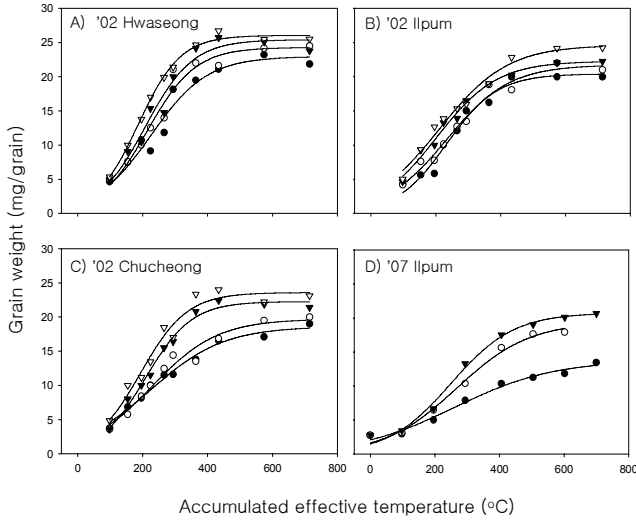 A) '02 Hwaseong
B) '02 Ilpum
30
25
20
15
10
5
0
Grain weight (mg/grain)
C) '02 Chucheong
D) '07 Ilpum
30
25
20
15
10
5
0
0 200 400 600 800
0 200 400 600 800
Accumulated effective temperature (°C)